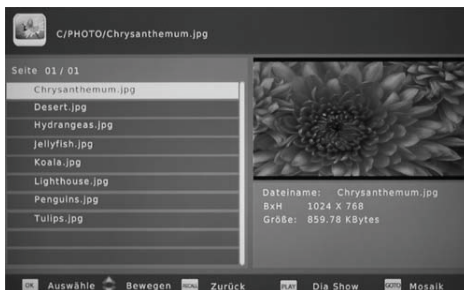 C/PHOTO/Chrysanthemum.jpg
Seite 01/01
Chrysanthemum.jpg
Desert.jpg
Hydrangeas.jpg
Jellyfish.jpg
Koala.jpg
Lighthouse.jpg
Penguins.jpg
Tulips.jpg
Dateiname: Chrysanthemum.jpg
BxH 1024 X 768
Größe: 859.78 KBytes
OK Auswähle Bewegen RECALL Zurück PLAY Dia Show GOTO Mosaik